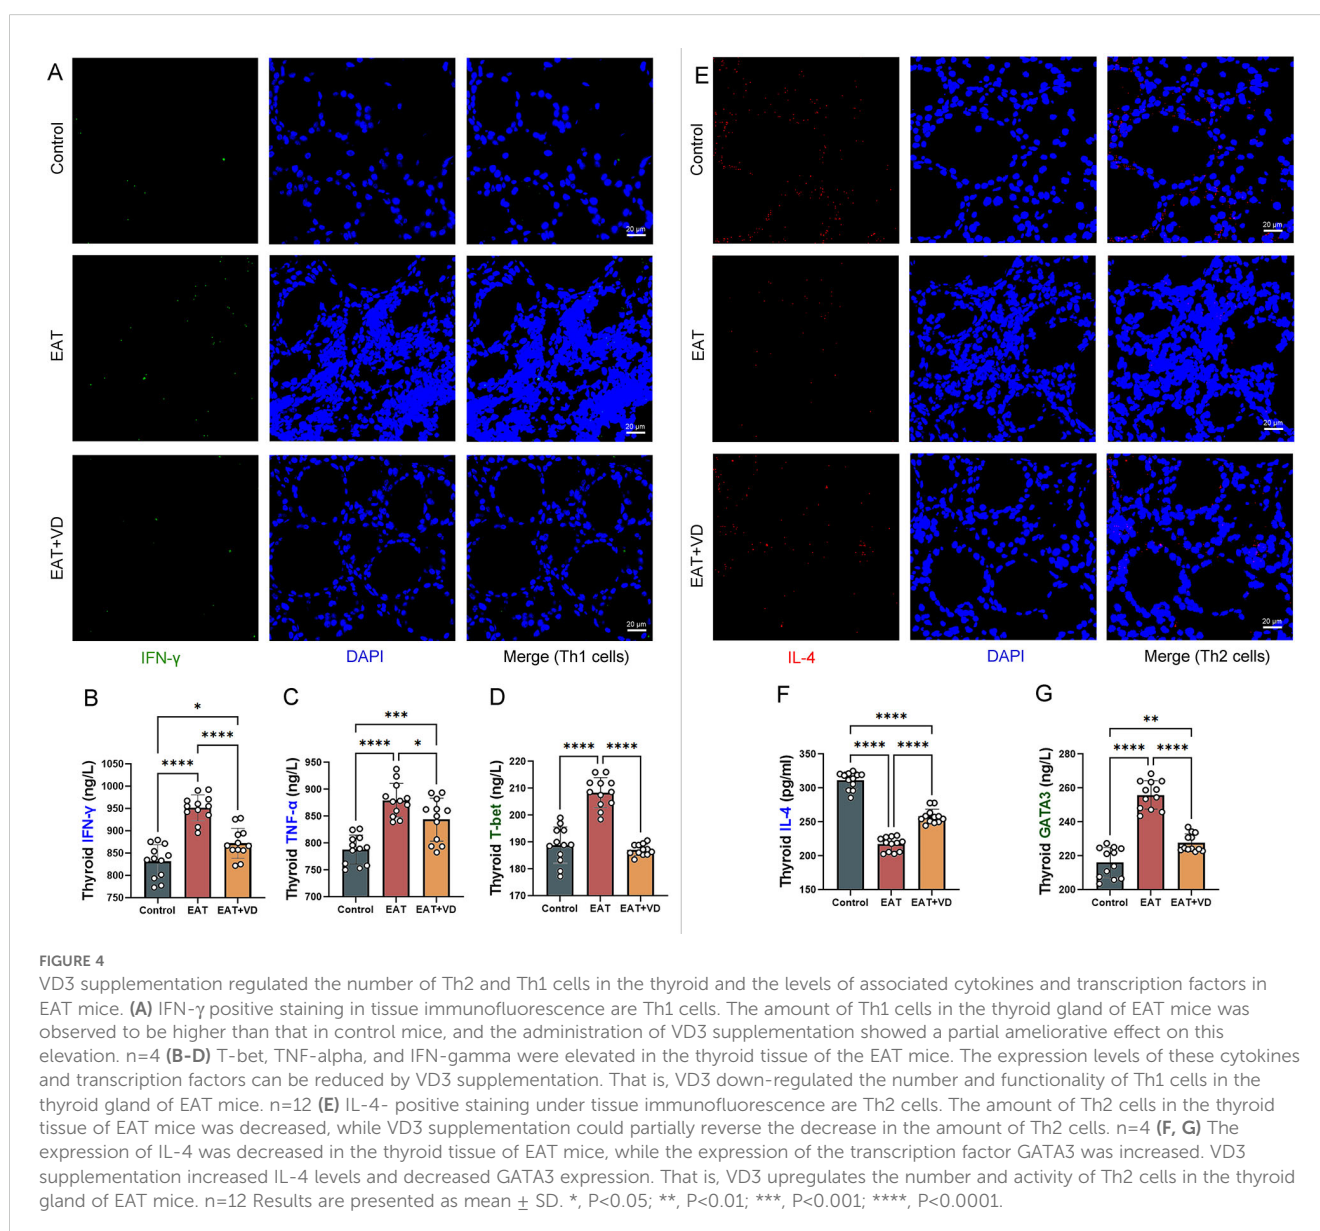 A
E
Control
Control
20 μm
20 μm
EAT
EAT
20 μm
20 μm
EAT+VD
EAT+VD
20 μm
20 μm
IFN-γ
DAPI
Merge (Th1 cells)
IL-4
DAPI
Merge (Th2 cells)
B
*
****
****
Thyroid IFN-γ (ng/L)
1050
1000
950
900
850
800
750
Control EAT EAT+VD
C
***
**** *
Thyroid TNF-α (ng/L)
950
900
850
800
750
700
Control EAT EAT+VD
D
**** ****
Thyroid T-bet (ng/L)
220
210
200
190
180
170
Control EAT EAT+VD
F
****
**** ****
Thyroid IL-4 (pg/ml)
350
300
250
200
150
Control EAT EAT+VD
G
**
**** ****
Thyroid GATA3 (ng/L)
280
260
240
220
200
Control EAT EAT+VD
FIGURE 4
VD3 supplementation regulated the number of Th2 and Th1 cells in the thyroid and the levels of associated cytokines and transcription factors in
EAT mice. (A) IFN-γ positive staining in tissue immunofluorescence are Th1 cells. The amount of Th1 cells in the thyroid gland of EAT mice was
observed to be higher than that in control mice, and the administration of VD3 supplementation showed a partial ameliorative effect on this
elevation. n=4 (B-D) T-bet, TNF-alpha, and IFN-gamma were elevated in the thyroid tissue of the EAT mice. The expression levels of these cytokines
and transcription factors can be reduced by VD3 supplementation. That is, VD3 down-regulated the number and functionality of Th1 cells in the
thyroid gland of EAT mice. n=12 (E) IL-4- positive staining under tissue immunofluorescence are Th2 cells. The amount of Th2 cells in the thyroid
tissue of EAT mice was decreased, while VD3 supplementation could partially reverse the decrease in the amount of Th2 cells. n=4 (F, G) The
expression of IL-4 was decreased in the thyroid tissue of EAT mice, while the expression of the transcription factor GATA3 was increased. VD3
supplementation increased IL-4 levels and decreased GATA3 expression. That is, VD3 upregulates the number and activity of Th2 cells in the thyroid
gland of EAT mice. n=12 Results are presented as mean ± SD. *, P<0.05; **, P<0.01; ***, P<0.001; ****, P<0.0001.